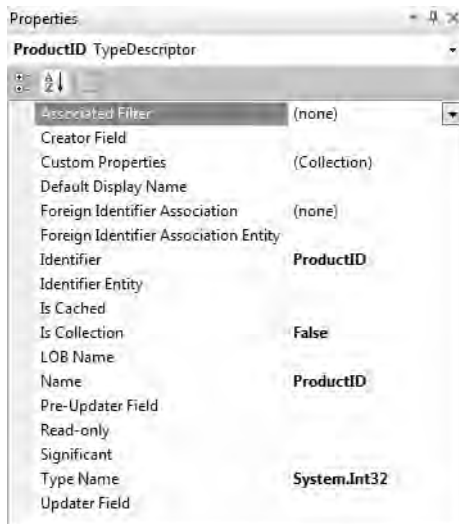 Properties
ProductID TypeDescriptor
Associated Filter (none)
Creator Field
Custom Properties (Collection)
Default Display Name
Foreign Identifier Association (none)
Foreign Identifier Association Entity
Identifier ProductID
Identifier Entity
Is Cached
Is Collection False
LOB Name
Name ProductID
Pre-Updater Field
Read-only
Significant
Type Name System.Int32
Updater Field